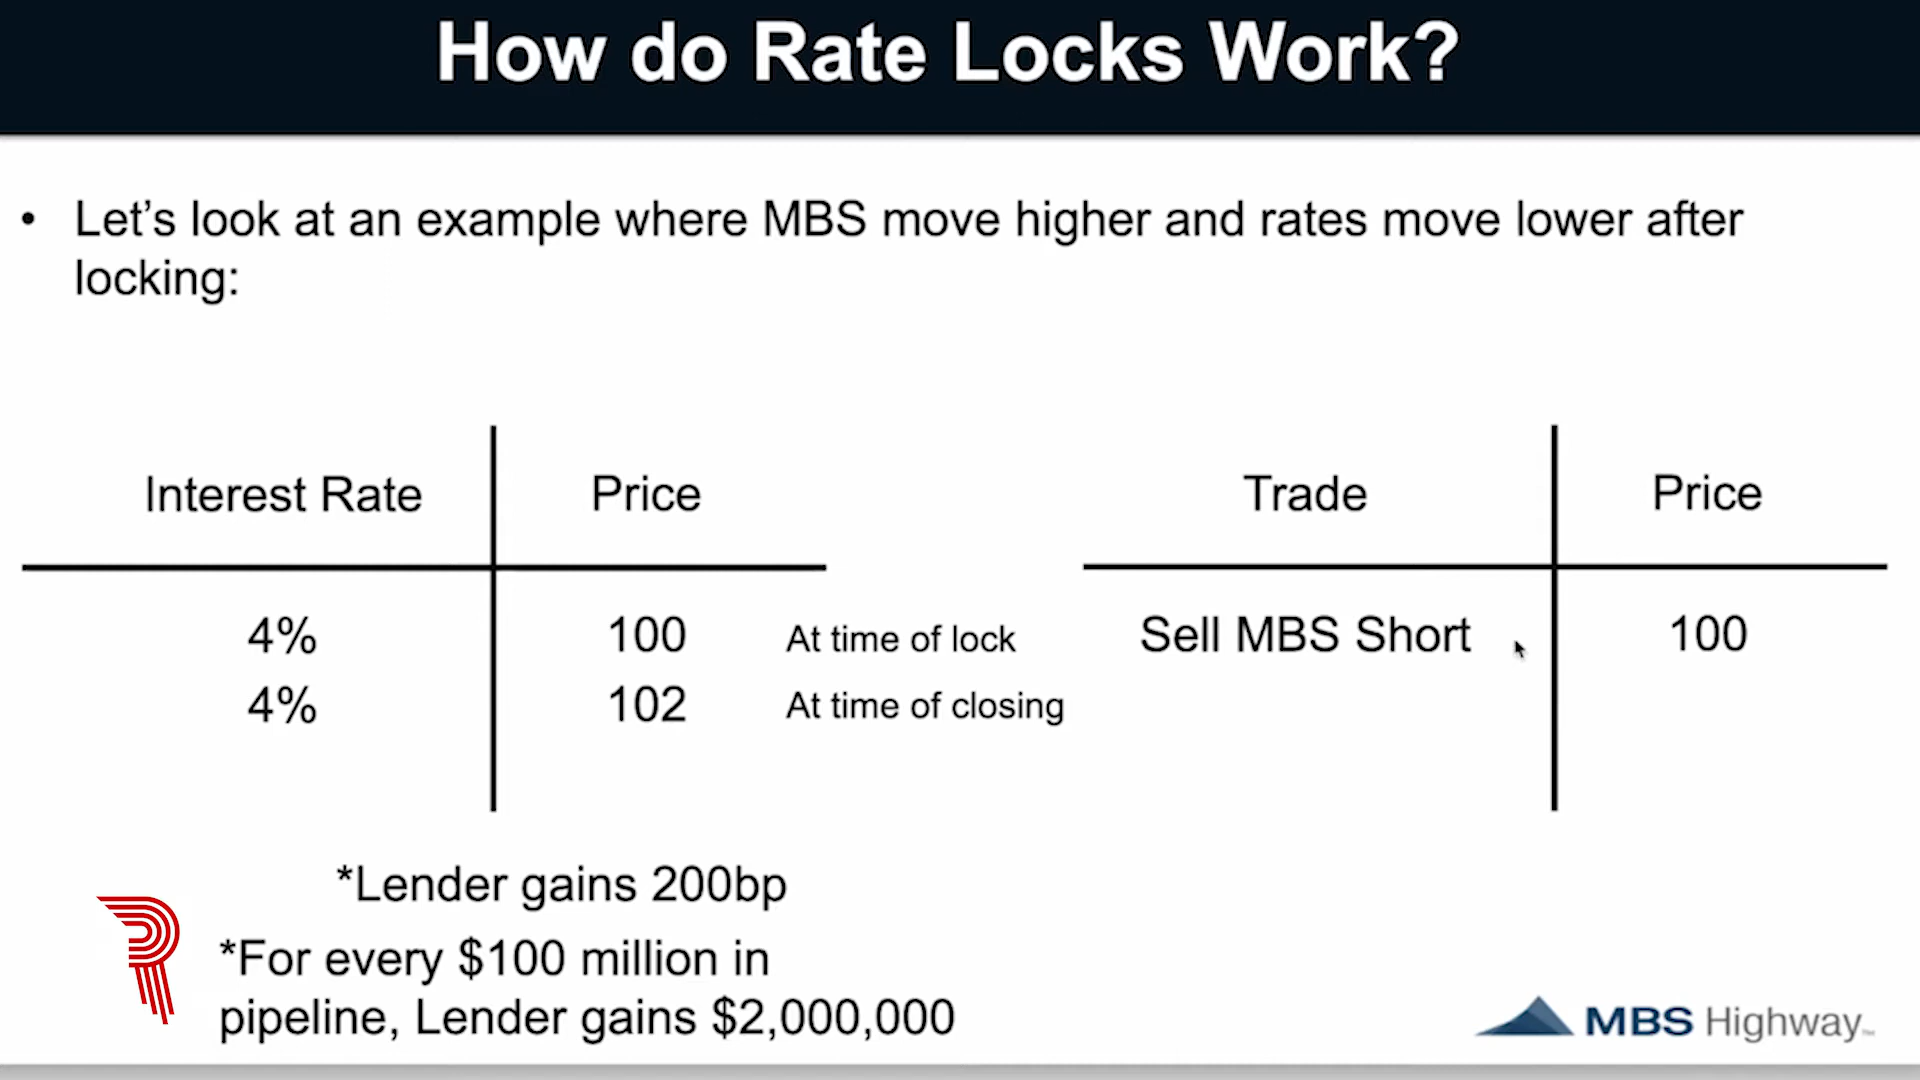 How do Rate Locks Work?
• Let’s look at an example where MBS move higher and rates move lower after
locking:
Interest Rate Price
4% 100 At time of lock
4% 102 At time of closing
Trade Price
Sell MBS Short 100
*Lender gains 200bp
*For every $100 million in
pipeline, Lender gains $2,000,000
MBS Highway™